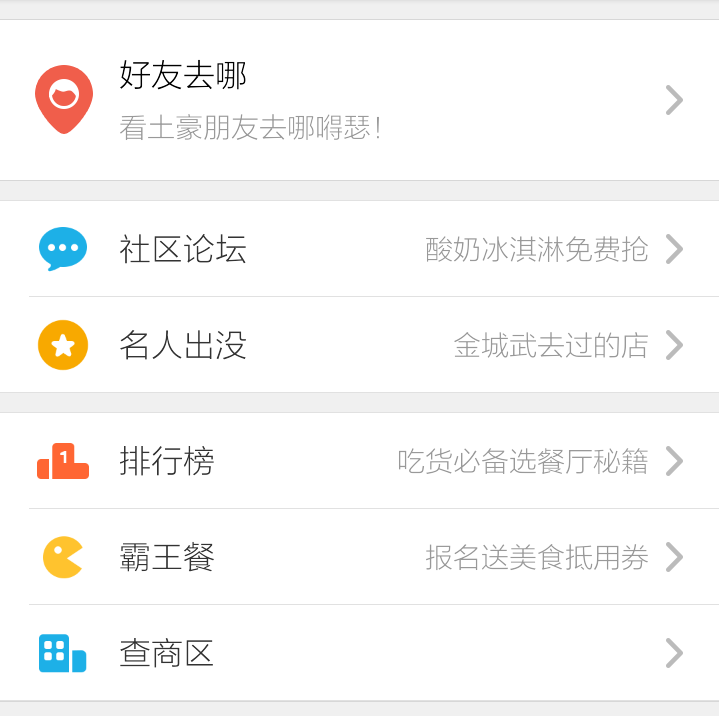 好友去哪
看土豪朋友去哪嘚瑟！
社区论坛 酸奶冰淇淋免费抢
名人出没 金城武去过的店
1 排行榜 吃货必备选餐厅秘籍
霸王餐 报名送美食抵用券
查商区